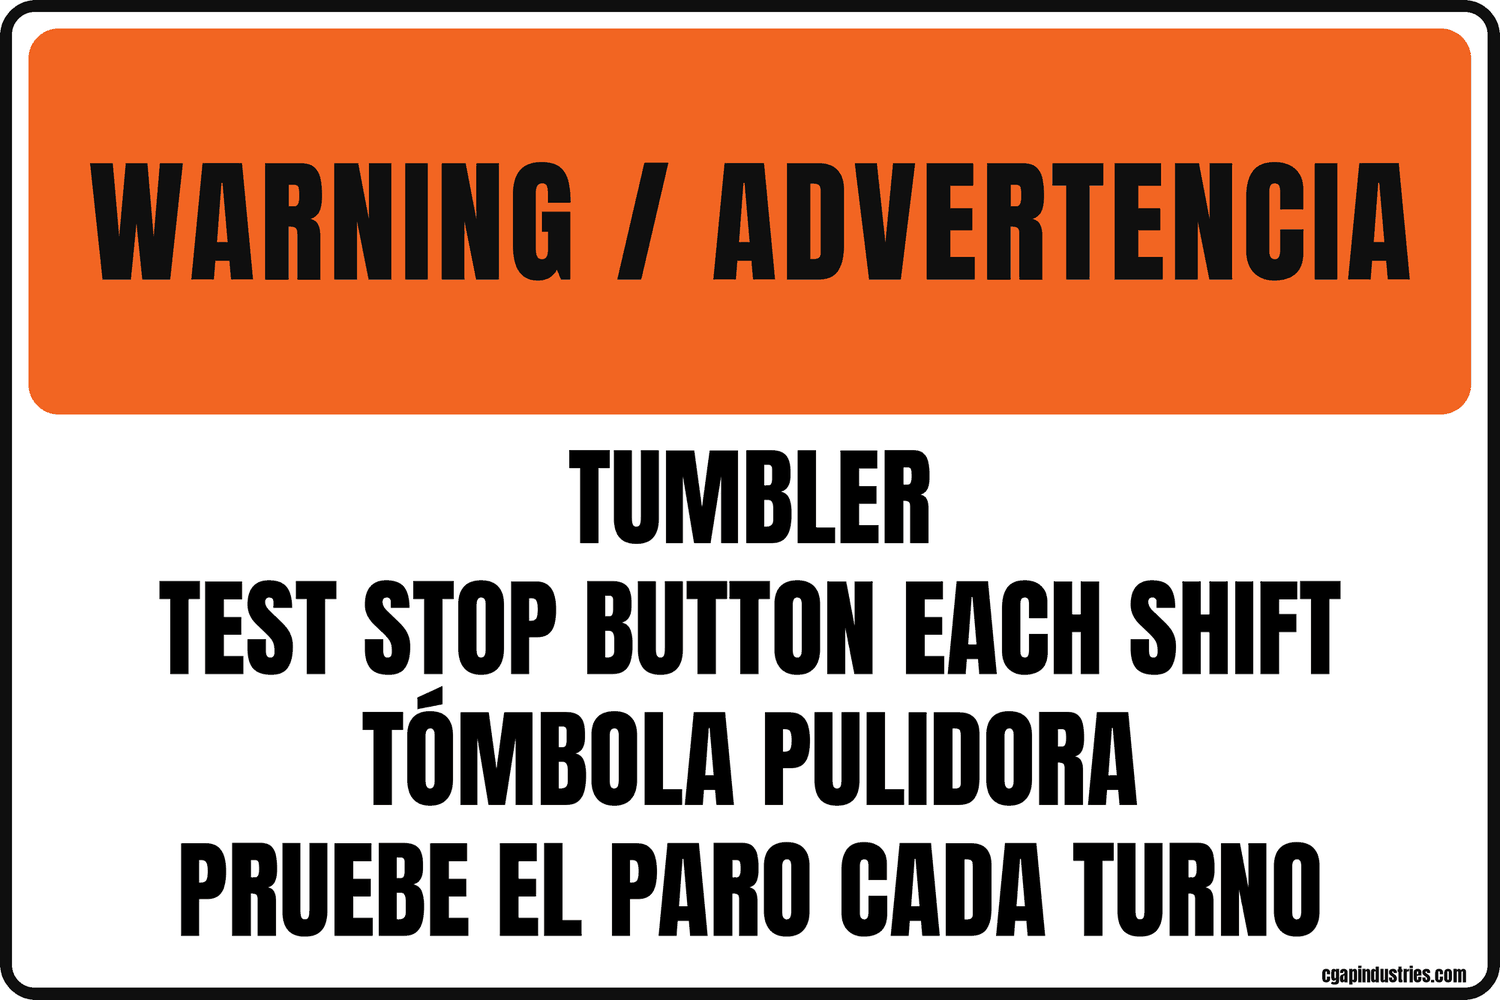 WARNING / ADVERTENCIA
TUMBLER
TEST STOP BUTTON EACH SHIFT
TÓMBOLA PULIDORA
PRUEBE EL PARO CADA TURNO
cgapindustries.com